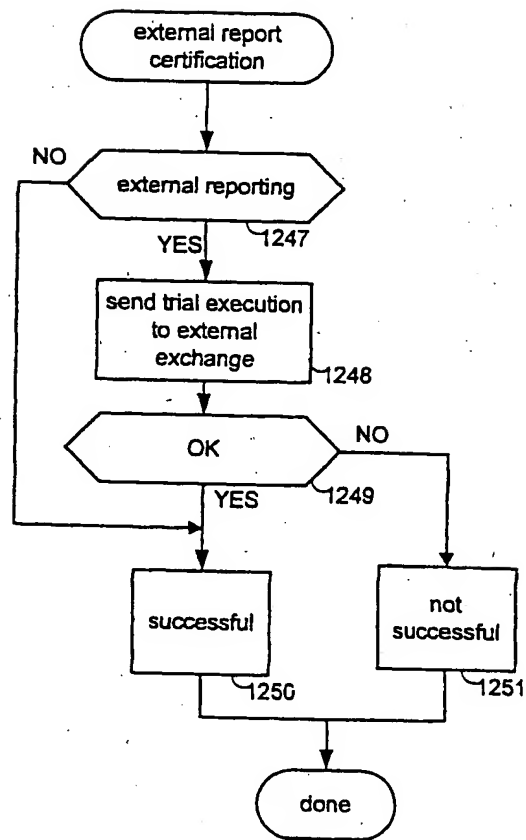 external report
certification
NO
external reporting
1247
YES
send trial execution
to external
exchange
1248
OK
NO
1249
YES
successful
1250
not
successful
1251
done